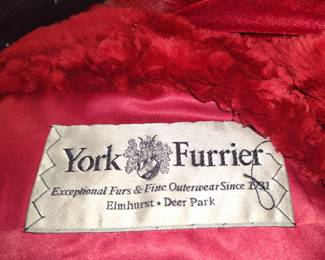 York Furrier
Exceptional Furs & Fine Outerwear Since 1931
Elmhurst • Deer Park